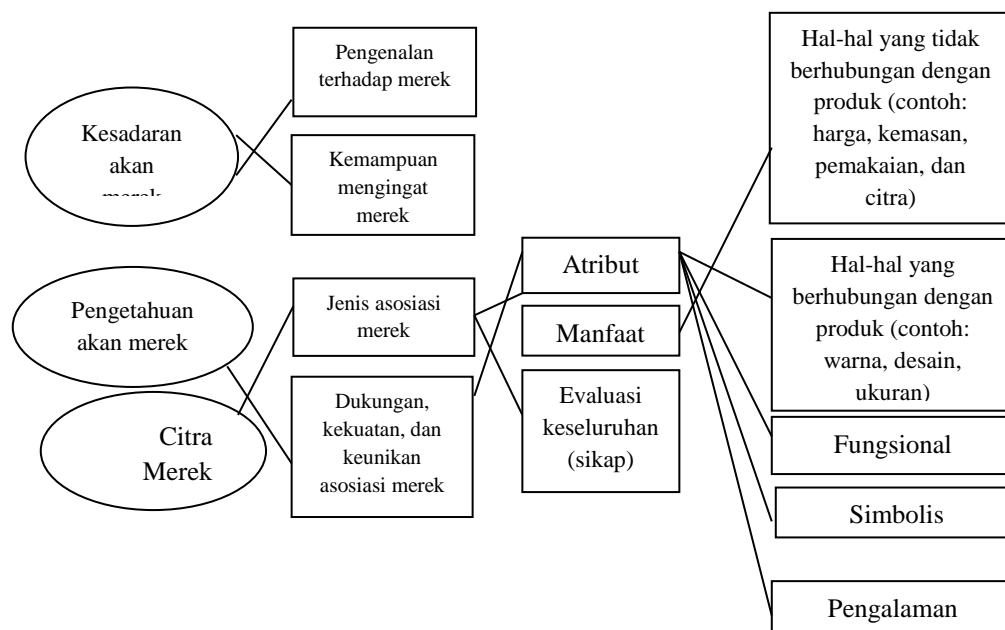 Kesadaran
akan
merek
Pengetahuan
akan merek
Citra
Merek
Pengenalan
terhadap merek
Kemampuan
mengingat
merek
Jenis asosiasi
merek
Dukungan,
kekuatan, dan
keunikan
asosiasi merek
Atribut
Manfaat
Evaluasi
keseluruhan
(sikap)
Hal-hal yang tidak
berhubungan dengan
produk (contoh:
harga, kemasan,
pemakaian, dan
citra)
Hal-hal yang
berhubungan dengan
produk (contoh:
warna, desain,
ukuran)
Fungsional
Simbolis
Pengalaman